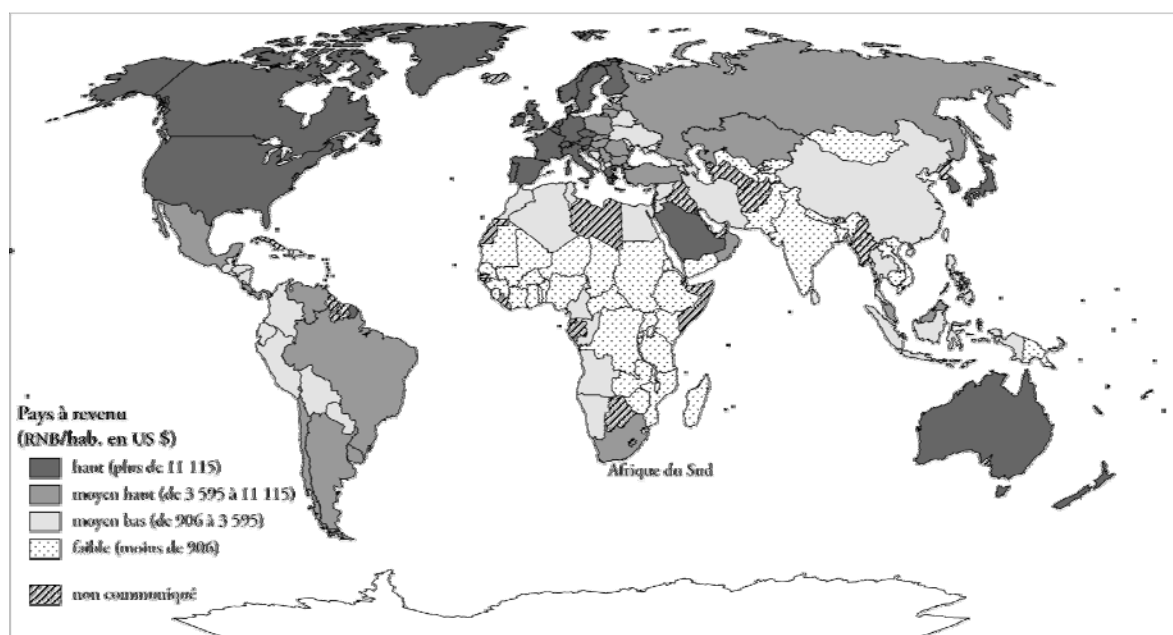 Pays à revenu
(RNB/hab. en US $)
haut (plus de 11 115)
moyen haut (de 3 595 à 11 115)
moyen bas (de 906 à 3 595)
faible (moins de 906)
non communiqué
Afrique du Sud